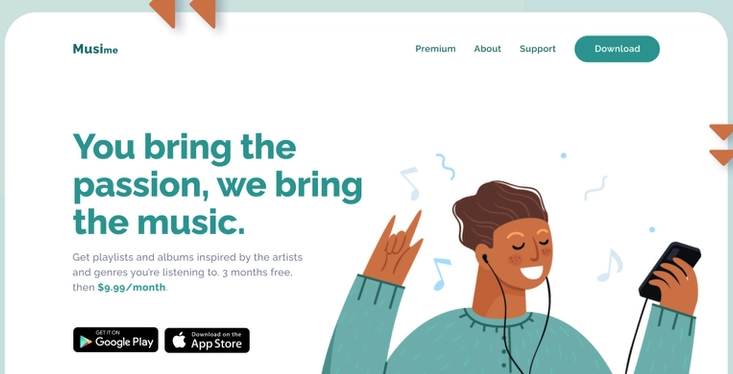 Musime
Premium About Support Download
You bring the
passion, we bring
the music.
Get playlists and albums inspired by the artists
and genres you're listening to. 3 months free,
then $9.99/month.
GET IT ON
Google Play
Download on the
App Store